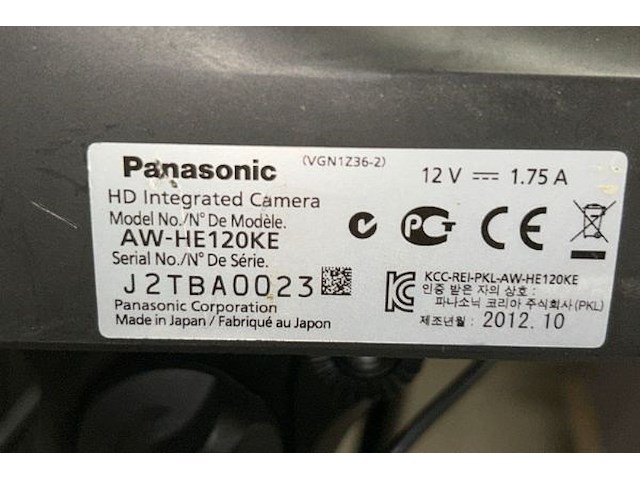 Panasonic (VGN1Z36-2) 12 V ⎓ 1.75 A
HD Integrated Camera
Model No./N° De Modèle.
AW-HE120KE
Serial No./N° De Série.
J2TBA0023
Panasonic Corporation
Made in Japan / Fabriqué au Japon
PCT CE
KCC-REI-PKL-AW-HE120KE
인증 받은 자의 상호 :
파나소닉 코리아 주식회사(PKL)
제조년월 : 2012. 10